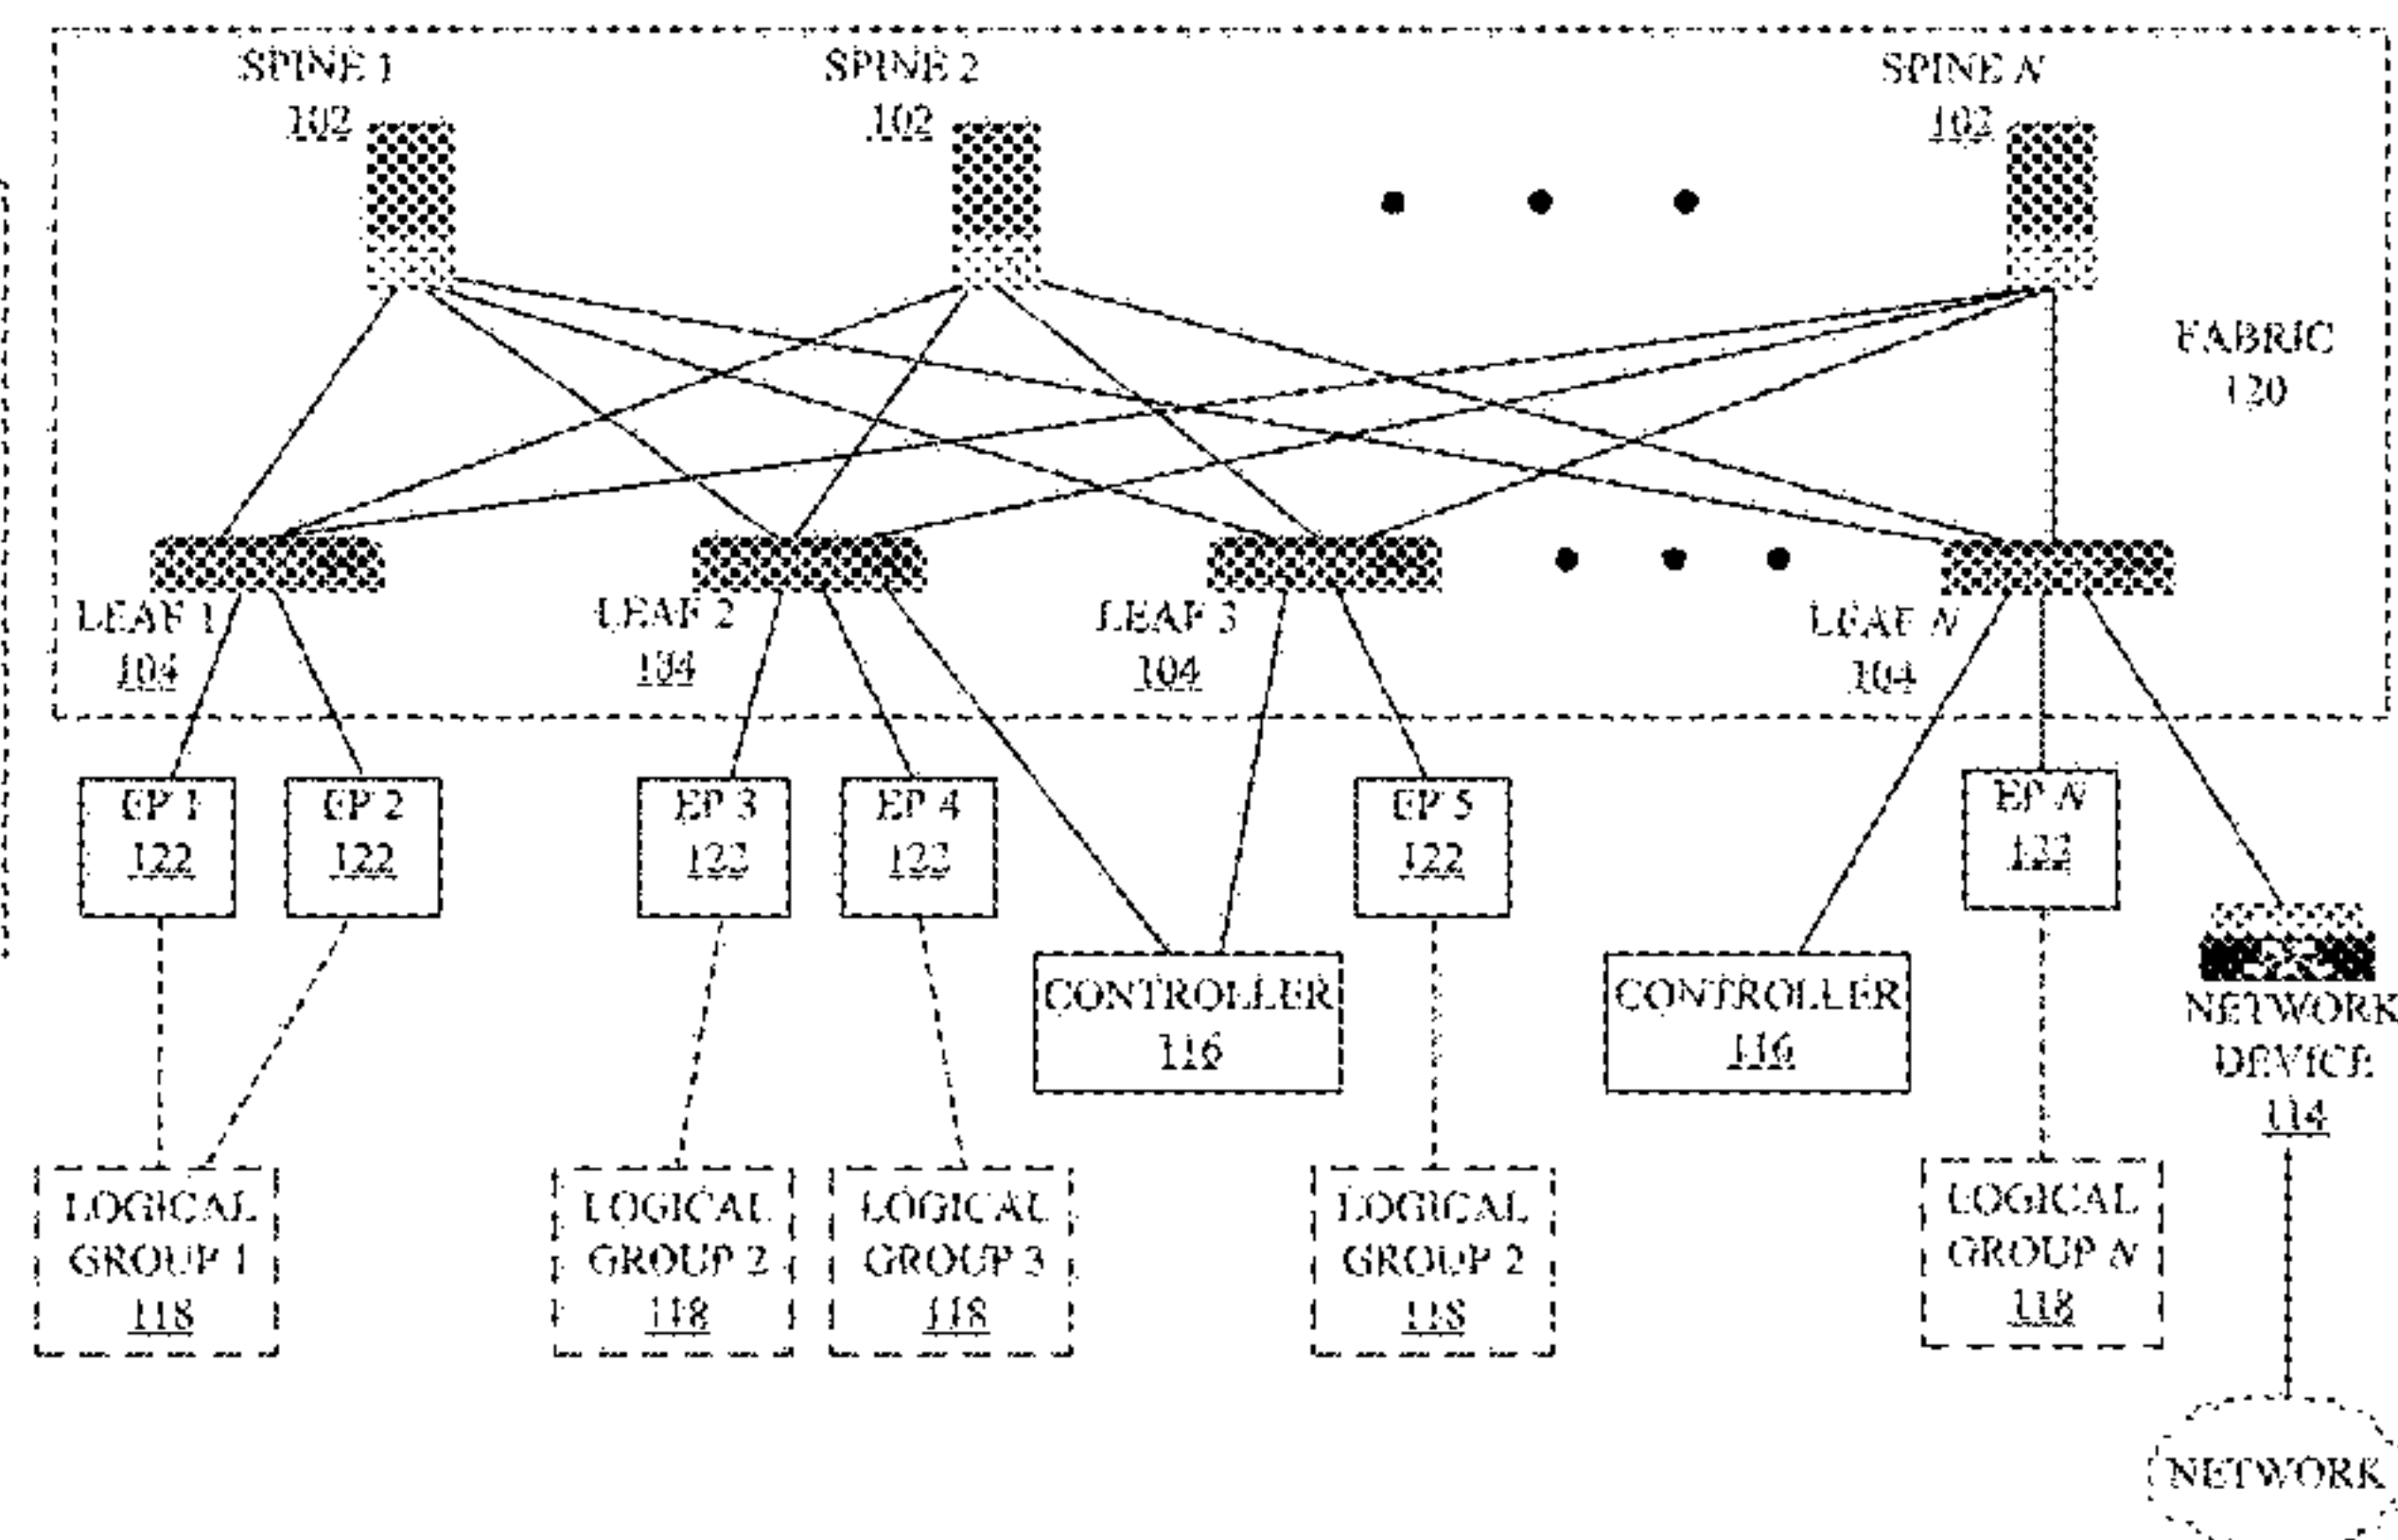 SPINE 1
102
SPINE 2
102
SPINE N
102
FABRIC
120
LEAF 1
104
LEAF 2
104
LEAF 3
104
LEAF N
104
EP 1
122
EP 2
122
EP 3
122
EP 4
122
EP 5
122
EP N
122
CONTROLLER
116
CONTROLLER
116
NETWORK
DEVICE
114
LOGICAL
GROUP 1
118
LOGICAL
GROUP 2
118
LOGICAL
GROUP 3
118
LOGICAL
GROUP 2
118
LOGICAL
GROUP N
118
NETWORK